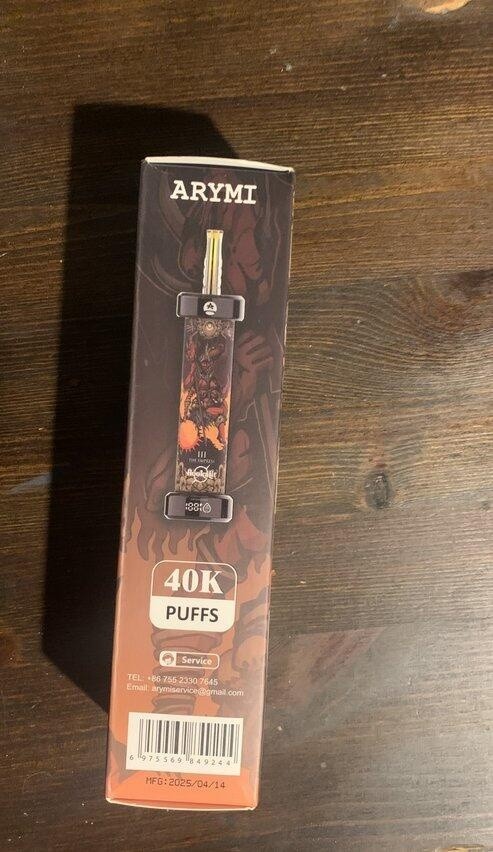 ARYMI
III
THE EMPRESS
40K
PUFFS
Service
TEL: +86 755 2330 7645
Email: arymiservice@gmail.com
6 975569 849244
MFG:2025/04/14